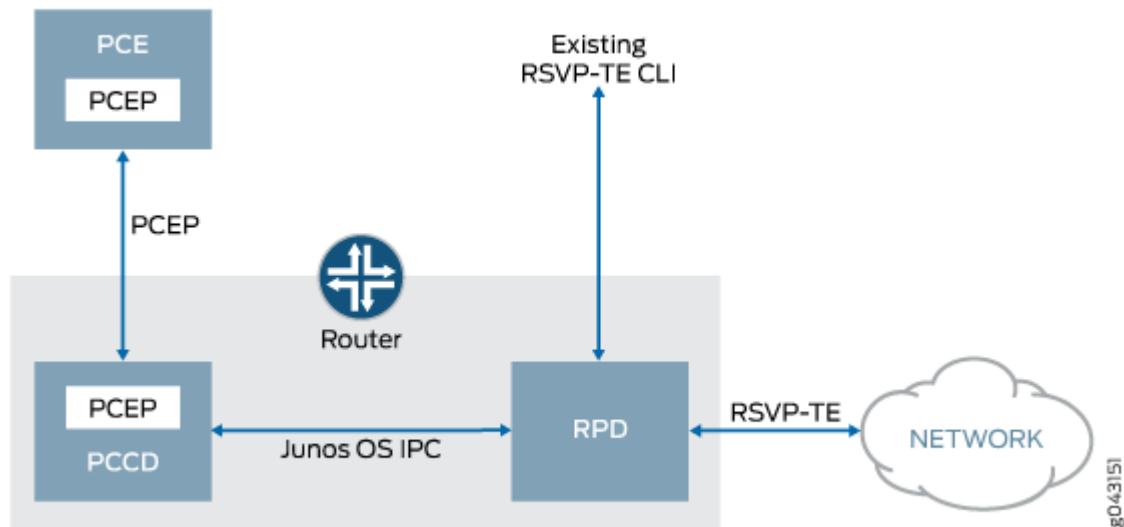 PCE
PCEP
Existing
RSVP-TE CLI
PCEP
Router
PCEP
PCCD
Junos OS IPC
RPD
RSVP-TE
NETWORK
g043151